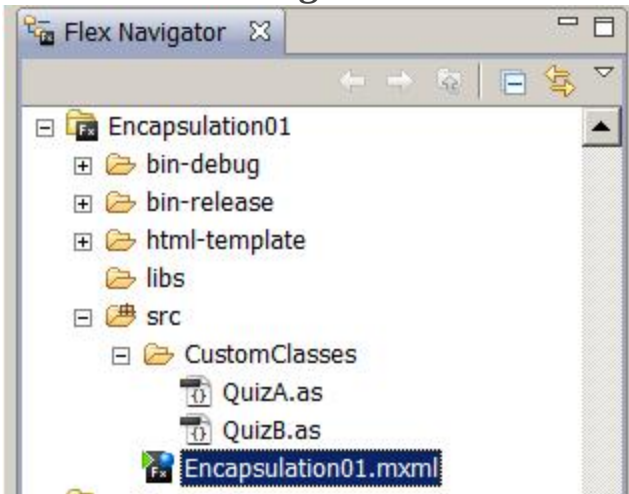 Flex Navigator
Encapsulation01
bin-debug
bin-release
html-template
libs
src
CustomClasses
QuizA.as
QuizB.as
Encapsulation01.mxml